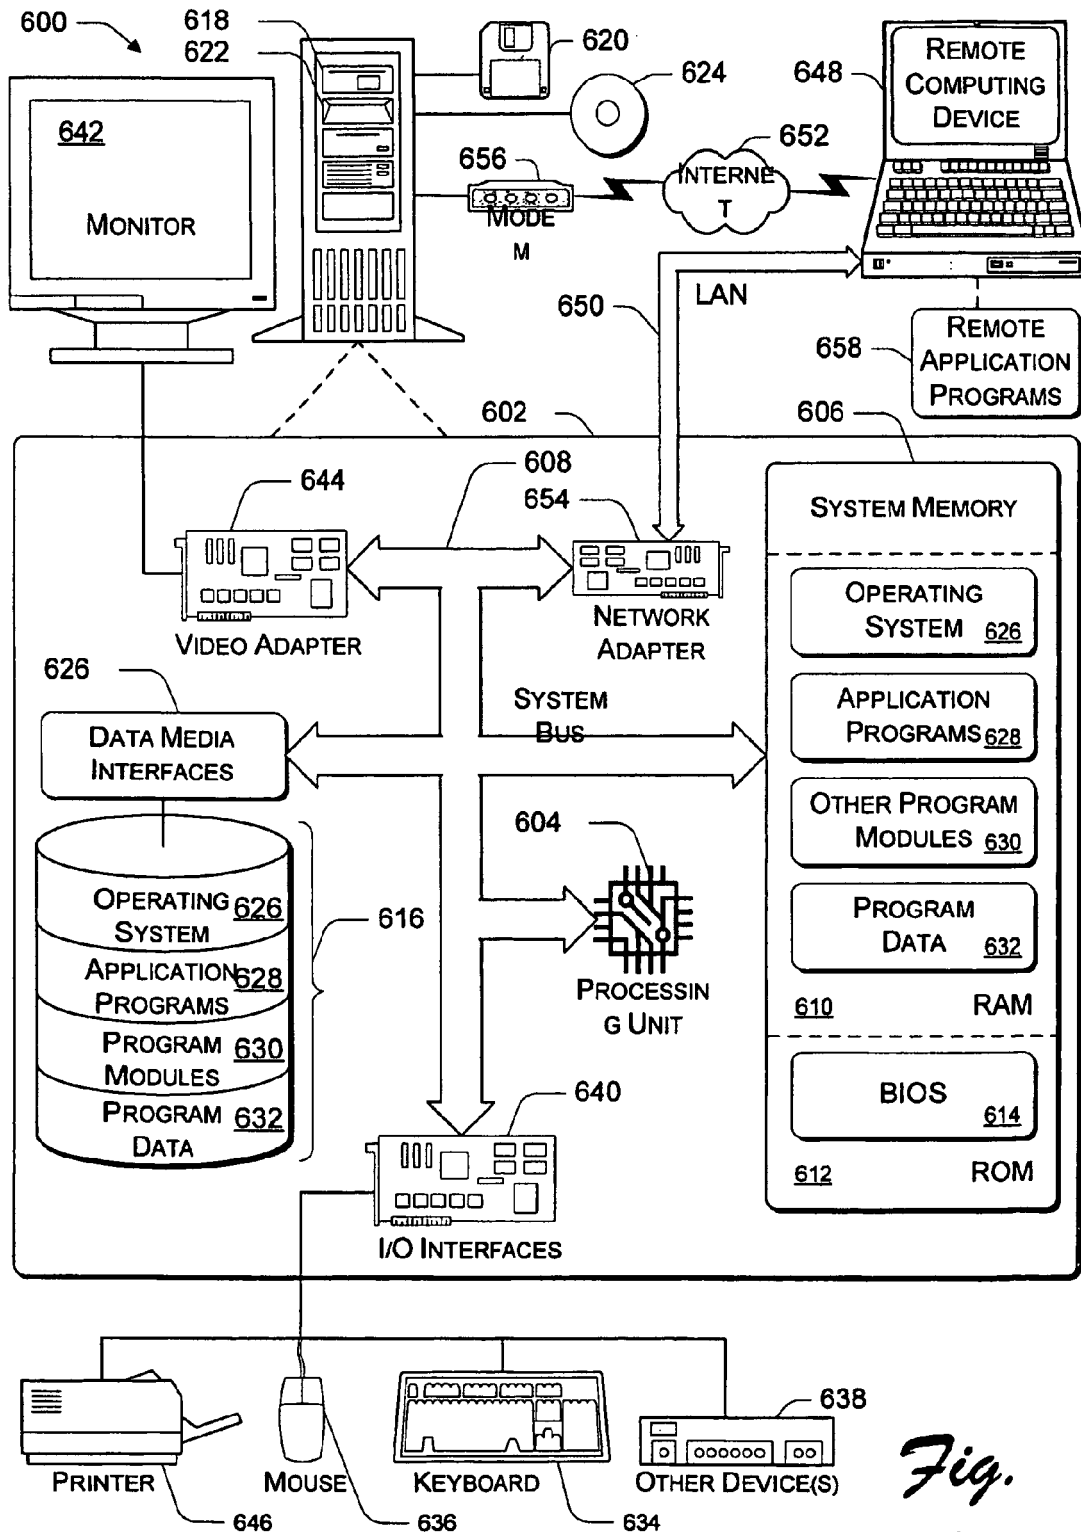 600
618
622
620
624
648
REMOTE
COMPUTING
DEVICE
642
MONITOR
656
MODE
M
652
INTERNE
T
650
LAN
658
REMOTE
APPLICATION
PROGRAMS
602
606
608
644
654
VIDEO ADAPTER
NETWORK
ADAPTER
SYSTEM MEMORY
OPERATING
SYSTEM 626
APPLICATION
PROGRAMS 628
OTHER PROGRAM
MODULES 630
PROGRAM
DATA 632
610 RAM
BIOS
614
612 ROM
626
DATA MEDIA
INTERFACES
SYSTEM
BUS
604
PROCESSIN
G UNIT
OPERATING 626
SYSTEM
616
APPLICATION 628
PROGRAMS
PROGRAM 630
MODULES
PROGRAM 632
DATA
640
I/O INTERFACES
PRINTER
646
MOUSE
636
KEYBOARD
634
638
OTHER DEVICE(S)
Fig.